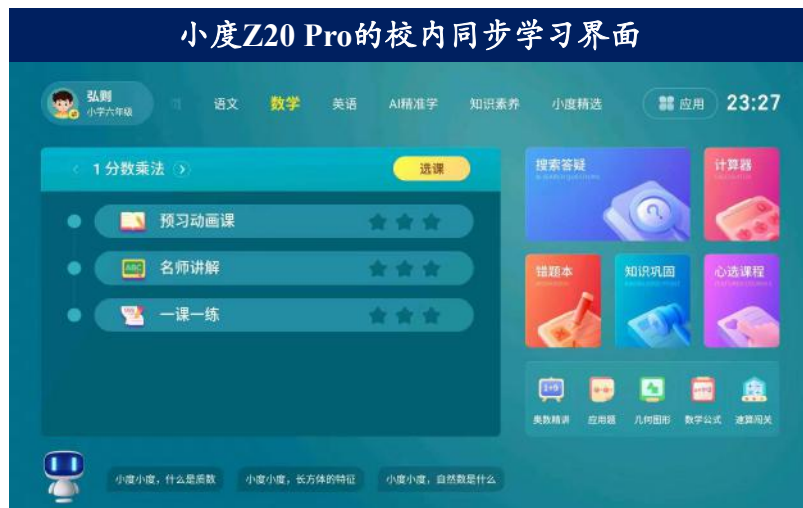 小度Z20 Pro的校内同步学习界面
弘则
小学六年级
语文 数学 英语 AI精准学 知识素养 小度精选 应用 23:27
1 分数乘法 选课
预习动画课
名师讲解
一课一练
搜索答疑 计算器
错题本 知识巩固 心选课程
奥数精讲 应用题 几何图形 数学公式 速算闯关
小度小度，什么是质数 小度小度，长方体的特征 小度小度，自然数是什么